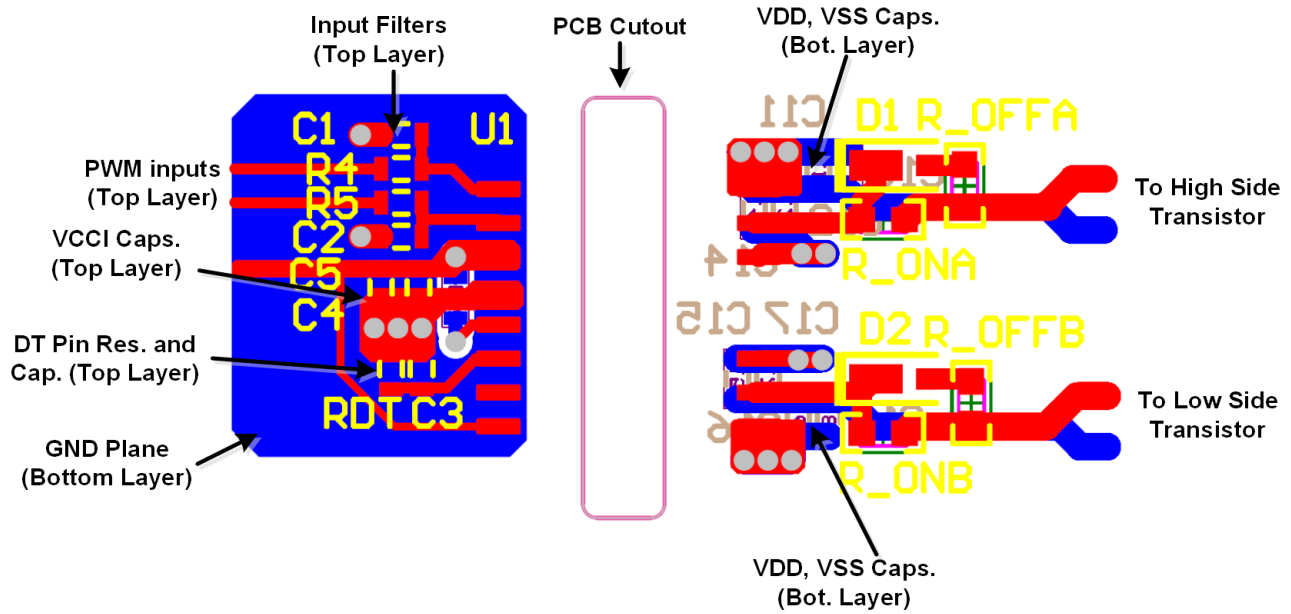 Input Filters
(Top Layer)
PCB Cutout
VDD, VSS Caps.
(Bot. Layer)
C11
C1
U1
D1 R_OFFA
PWM inputs
(Top Layer)
R4
R5
To High Side
Transistor
C2
VCCI Caps.
(Top Layer)
C5
C14
R_ONA
C4
C15 C17
D2 R_OFFB
DT Pin Res. and
Cap. (Top Layer)
RDT C3
To Low Side
Transistor
GND Plane
(Bottom Layer)
R_ONB
VDD, VSS Caps.
(Bot. Layer)